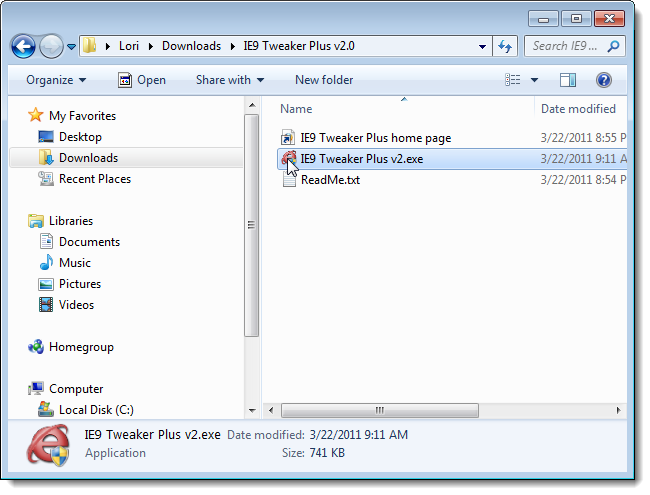 Lori Downloads IE9 Tweaker Plus v2.0 Search IE9 ...
Organize Open Share with New folder
My Favorites
Desktop
Downloads
Recent Places
Libraries
Documents
Music
Pictures
Videos
Homegroup
Computer
Local Disk (C:)
Name Date modified
IE9 Tweaker Plus home page 3/22/2011 8:55 P
IE9 Tweaker Plus v2.exe 3/22/2011 9:11 A
ReadMe.txt 3/22/2011 8:54 P
IE9 Tweaker Plus v2.exe Date modified: 3/22/2011 9:11 AM
Application Size: 741 KB